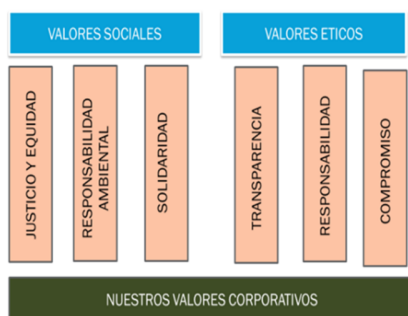 VALORES SOCIALES
VALORES ETICOS
JUSTICIO Y EQUIDAD
RESPONSABILIDAD
AMBIENTAL
SOLIDARIDAD
TRANSPARENCIA
RESPONSABILIDAD
COMPROMISO
NUESTROS VALORES CORPORATIVOS